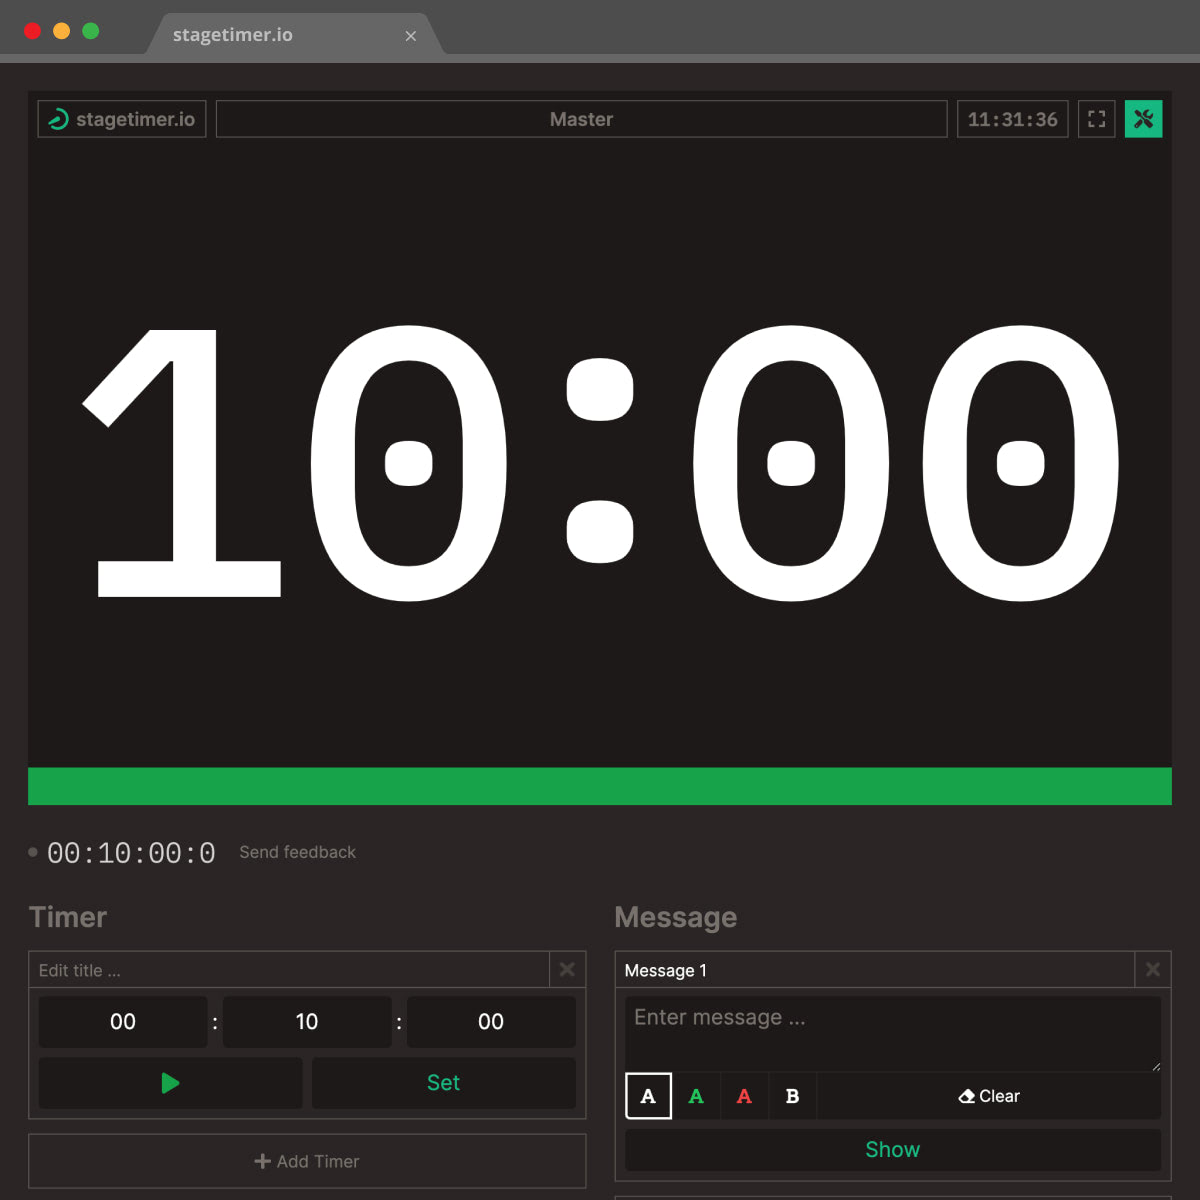 stagetimer.io
stagetimer.io
Master
11:31:36
10:00
00:10:00:0
Send feedback
Timer
Edit title ...
00 : 10 : 00
Set
Add Timer
Message
Message 1
Enter message ...
A A A B Clear
Show